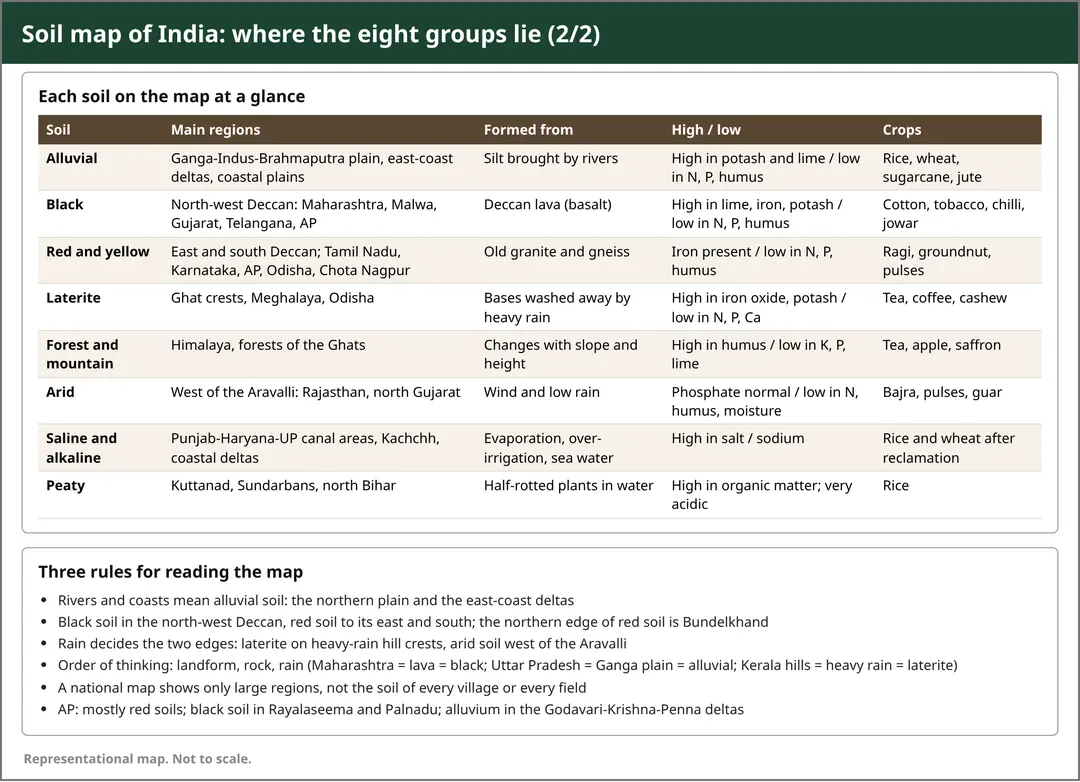 Soil map of India: where the eight groups lie (2/2)
Each soil on the map at a glance
Soil Main regions Formed from High / low Crops
Alluvial Ganga-Indus-Brahmaputra plain, east-coast Silt brought by rivers High in potash and lime / low Rice, wheat,
deltas, coastal plains in N, P, humus sugarcane, jute
Black North-west Deccan: Maharashtra, Malwa, Deccan lava (basalt) High in lime, iron, potash / Cotton, tobacco, chilli,
Gujarat, Telangana, AP low in N, P, humus jowar
Red and yellow East and south Deccan; Tamil Nadu, Old granite and gneiss Iron present / low in N, P, Ragi, groundnut,
Karnataka, AP, Odisha, Chota Nagpur humus pulses
Laterite Ghat crests, Meghalaya, Odisha Bases washed away by High in iron oxide, potash / Tea, coffee, cashew
heavy rain low in N, P, Ca
Forest and Himalaya, forests of the Ghats Changes with slope and High in humus / low in K, P, Tea, apple, saffron
mountain height lime
Arid West of the Aravalli: Rajasthan, north Gujarat Wind and low rain Phosphate normal / low in N, Bajra, pulses, guar
humus, moisture
Saline and Punjab-Haryana-UP canal areas, Kachchh, Evaporation, over- High in salt / sodium Rice and wheat after
alkaline coastal deltas irrigation, sea water reclamation
Peaty Kuttanad, Sundarbans, north Bihar Half-rotted plants in water High in organic matter; very Rice
acidic
Three rules for reading the map
• Rivers and coasts mean alluvial soil: the northern plain and the east-coast deltas
• Black soil in the north-west Deccan, red soil to its east and south; the northern edge of red soil is Bundelkhand
• Rain decides the two edges: laterite on heavy-rain hill crests, arid soil west of the Aravalli
• Order of thinking: landform, rock, rain (Maharashtra = lava = black; Uttar Pradesh = Ganga plain = alluvial; Kerala hills = heavy rain = laterite)
• A national map shows only large regions, not the soil of every village or every field
• AP: mostly red soils; black soil in Rayalaseema and Palnadu; alluvium in the Godavari-Krishna-Penna deltas
Representational map. Not to scale.